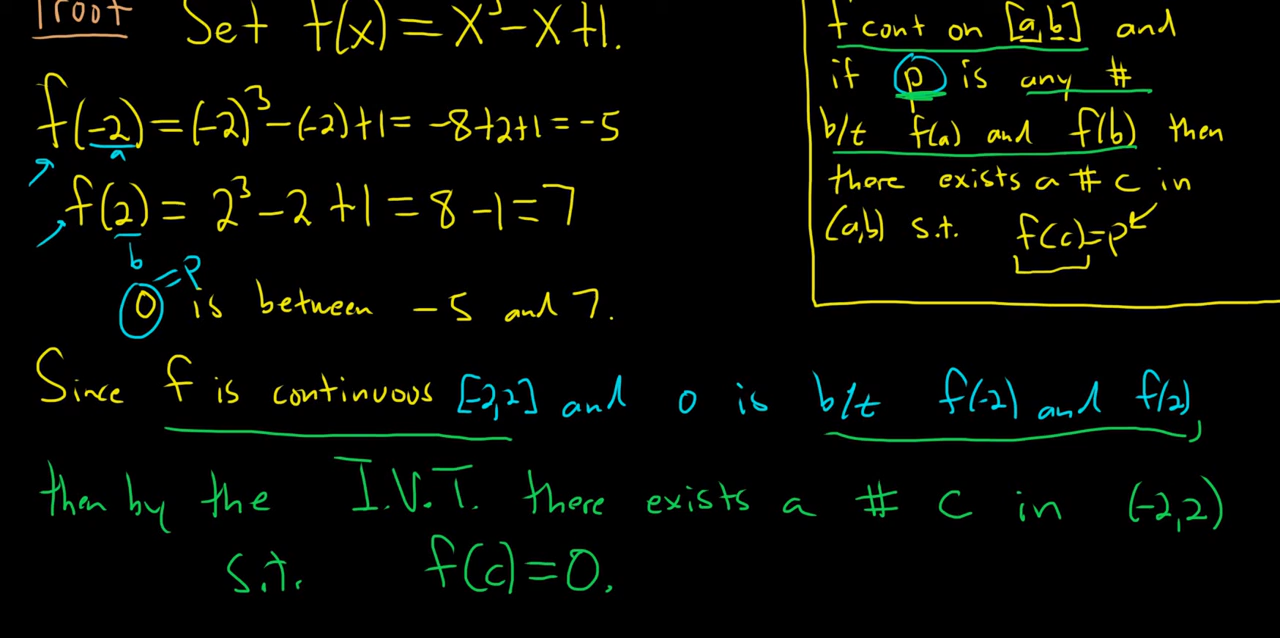 Proof Set f(x) = x³ - x + 1.
f(-2) = (-2)³ - (-2) + 1 = -8 + 2 + 1 = -5
a
f(2) = 2³ - 2 + 1 = 8 - 1 = 7
b
0 = P is between -5 and 7.
Since f is continuous [-2,2] and 0 is b/t f(-2) and f(2)
then by the I.V.T. there exists a # c in (-2,2)
s.t. f(c) = 0.
f cont on [a,b] and
if p is any #
b/t f(a) and f(b) then
there exists a # c in
(a,b) s.t. f(c) = p